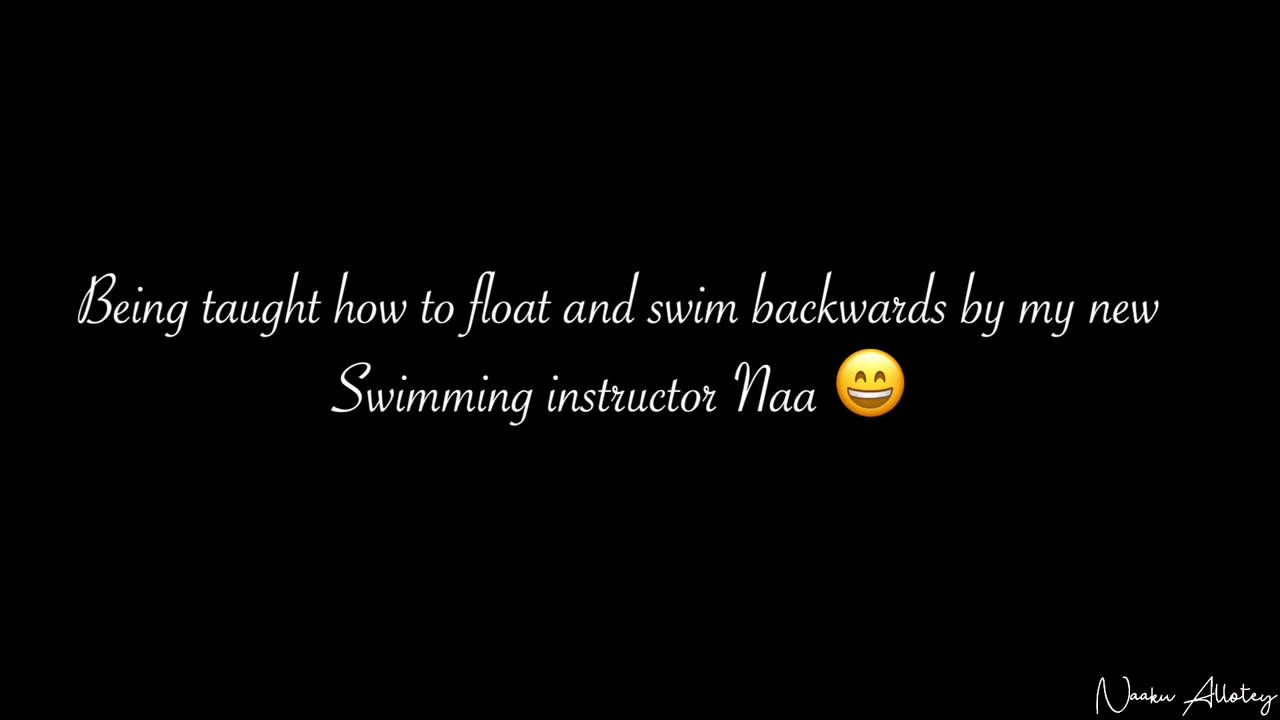 Being taught how to float and swim backwards by my new
Swimming instructor Naa 😄
Naaku Allotey